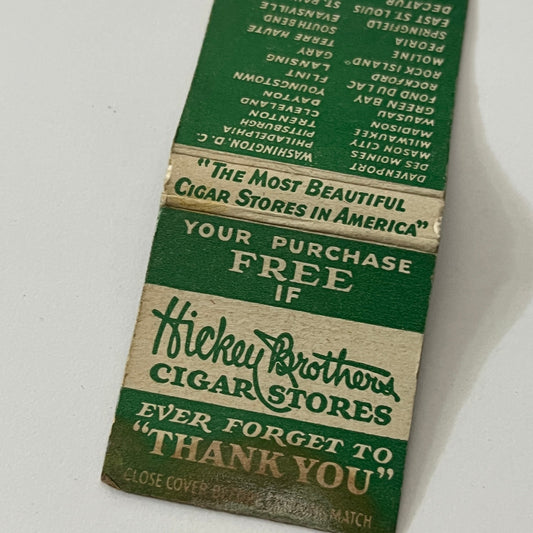 "THE MOST BEAUTIFUL
CIGAR STORES IN AMERICA"
YOUR PURCHASE
FREE
IF
Hickey Brothers
CIGAR STORES
EVER FORGET TO
"THANK YOU"
CLOSE COVER MATCH
DAVENPORT
DES MOINES
MASON CITY
MILWAUKEE
MADISON
WAUSAU
GREEN BAY
FOND DU LAC
ROCKFORD
ROCK ISLAND
MOLINE
PEORIA
SPRINGFIELD
EAST ST. LOUIS
DECATUR
WASHINGTON, D. C.
PHILADELPHIA
PITTSBURGH
TRENTON
CLEVELAND
DAYTON
YOUNGSTOWN
FLINT
LANSING
GARY
TERRE HAUTE
SOUTH BEND
EVANSVILLE
ST.